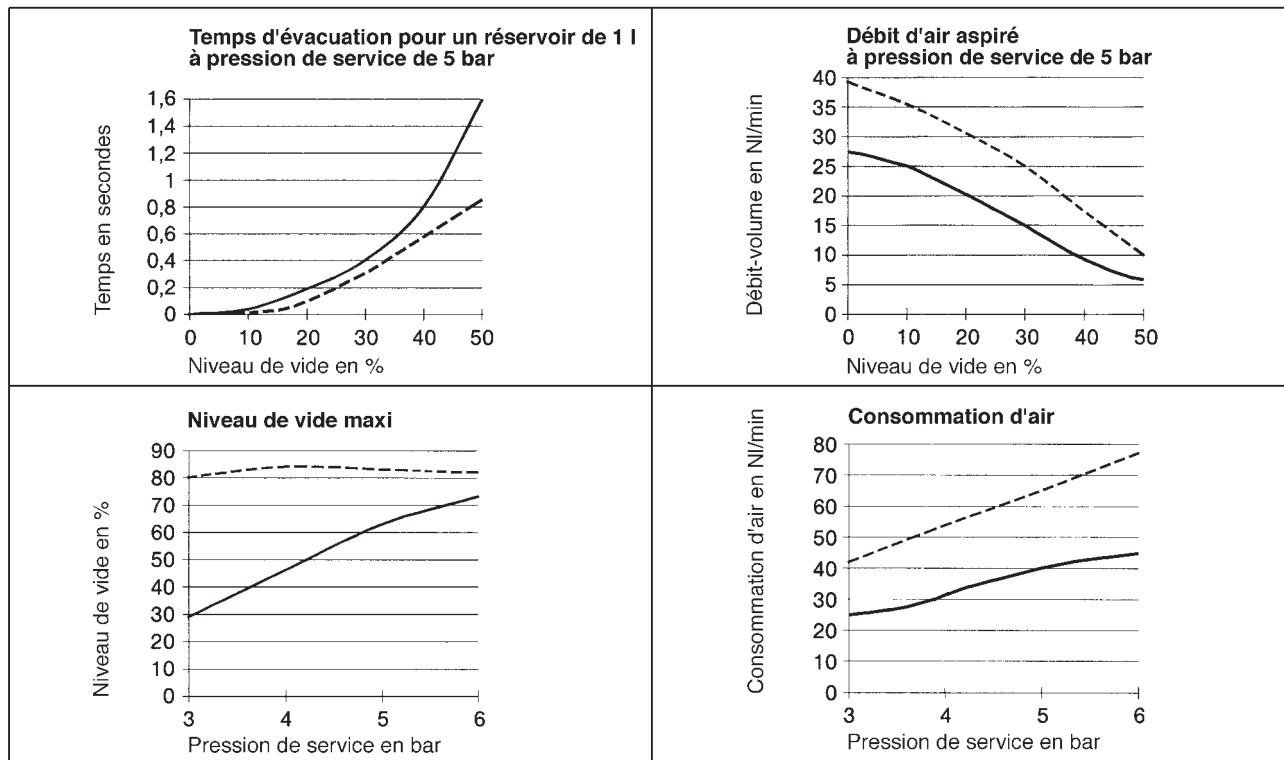 Temps d'évacuation pour un réservoir de 1 l
à pression de service de 5 bar
Temps en secondes
1,6
1,4
1,2
1
0,8
0,6
0,4
0,2
0
0 10 20 30 40 50
Niveau de vide en %
Débit d'air aspiré
à pression de service de 5 bar
Débit-volume en Nl/min
40
35
30
25
20
15
10
5
0
0 10 20 30 40 50
Niveau de vide en %
Niveau de vide maxi
Niveau de vide en %
90
80
70
60
50
40
30
20
10
0
3 4 5 6
Pression de service en bar
Consommation d'air
Consommation d'air en Nl/min
80
70
60
50
40
30
20
10
0
3 4 5 6
Pression de service en bar